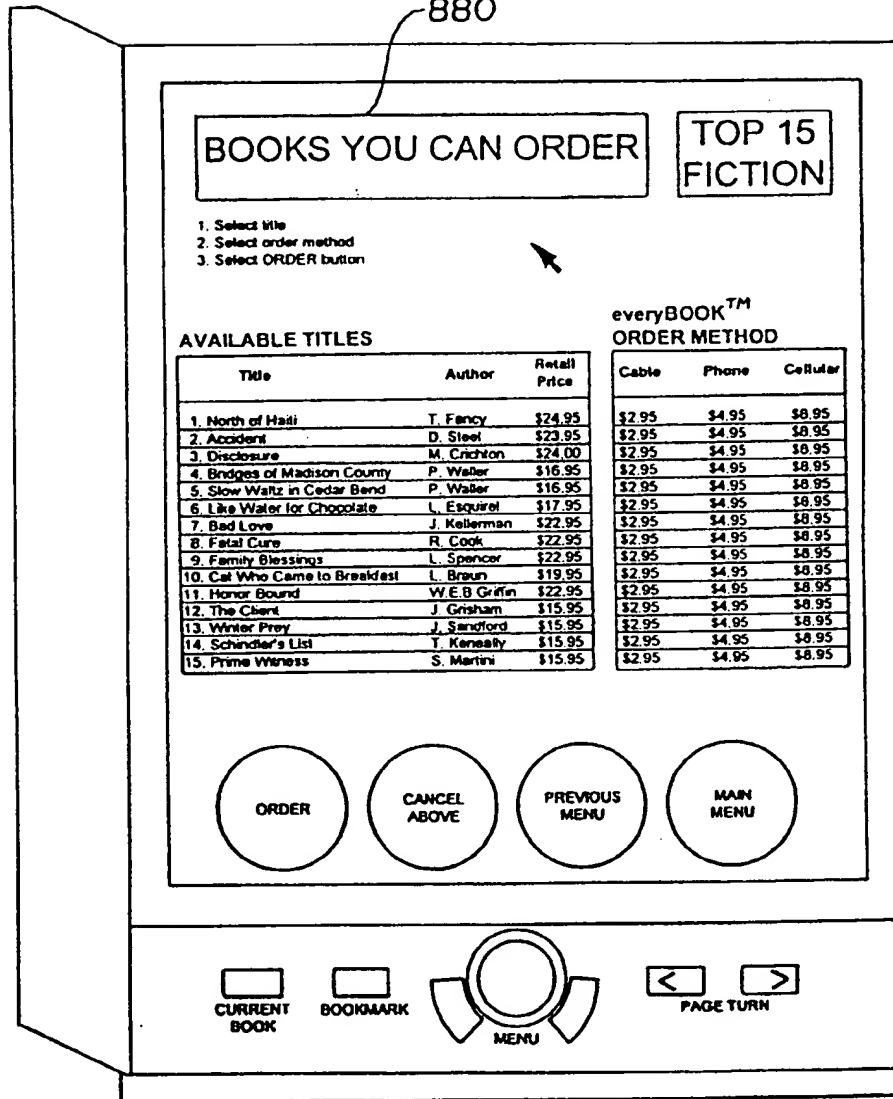 880
BOOKS YOU CAN ORDER
TOP 15
FICTION
1. Select title
2. Select order method
3. Select ORDER button
AVAILABLE TITLES
everyBOOK™
ORDER METHOD
Title Author Retail Price Cable Phone Cellular
1. North of Haiti T. Fancy $24.95 $2.95 $4.95 $8.95
2. Accident D. Steel $23.95 $2.95 $4.95 $8.95
3. Disclosure M. Crichton $24.00 $2.95 $4.95 $8.95
4. Bridges of Madison County P. Waller $16.95 $2.95 $4.95 $8.95
5. Slow Waltz in Cedar Bend P. Waller $16.95 $2.95 $4.95 $8.95
6. Like Water for Chocolate L. Esquirel $17.95 $2.95 $4.95 $8.95
7. Bad Love J. Kellerman $22.95 $2.95 $4.95 $8.95
8. Fatal Cure R. Cook $22.95 $2.95 $4.95 $8.95
9. Family Blessings L. Spencer $22.95 $2.95 $4.95 $8.95
10. Cat Who Came to Breakfast L. Braun $19.95 $2.95 $4.95 $8.95
11. Honor Bound W.E.B Griffin $22.95 $2.95 $4.95 $8.95
12. The Client J. Grisham $15.95 $2.95 $4.95 $8.95
13. Winter Prey J. Sandford $15.95 $2.95 $4.95 $8.95
14. Schindler's List T. Keneally $15.95 $2.95 $4.95 $8.95
15. Prime Witness S. Martini $15.95 $2.95 $4.95 $8.95
ORDER
CANCEL
ABOVE
PREVIOUS
MENU
MAIN
MENU
CURRENT
BOOK
BOOKMARK
MENU
< >
PAGE TURN